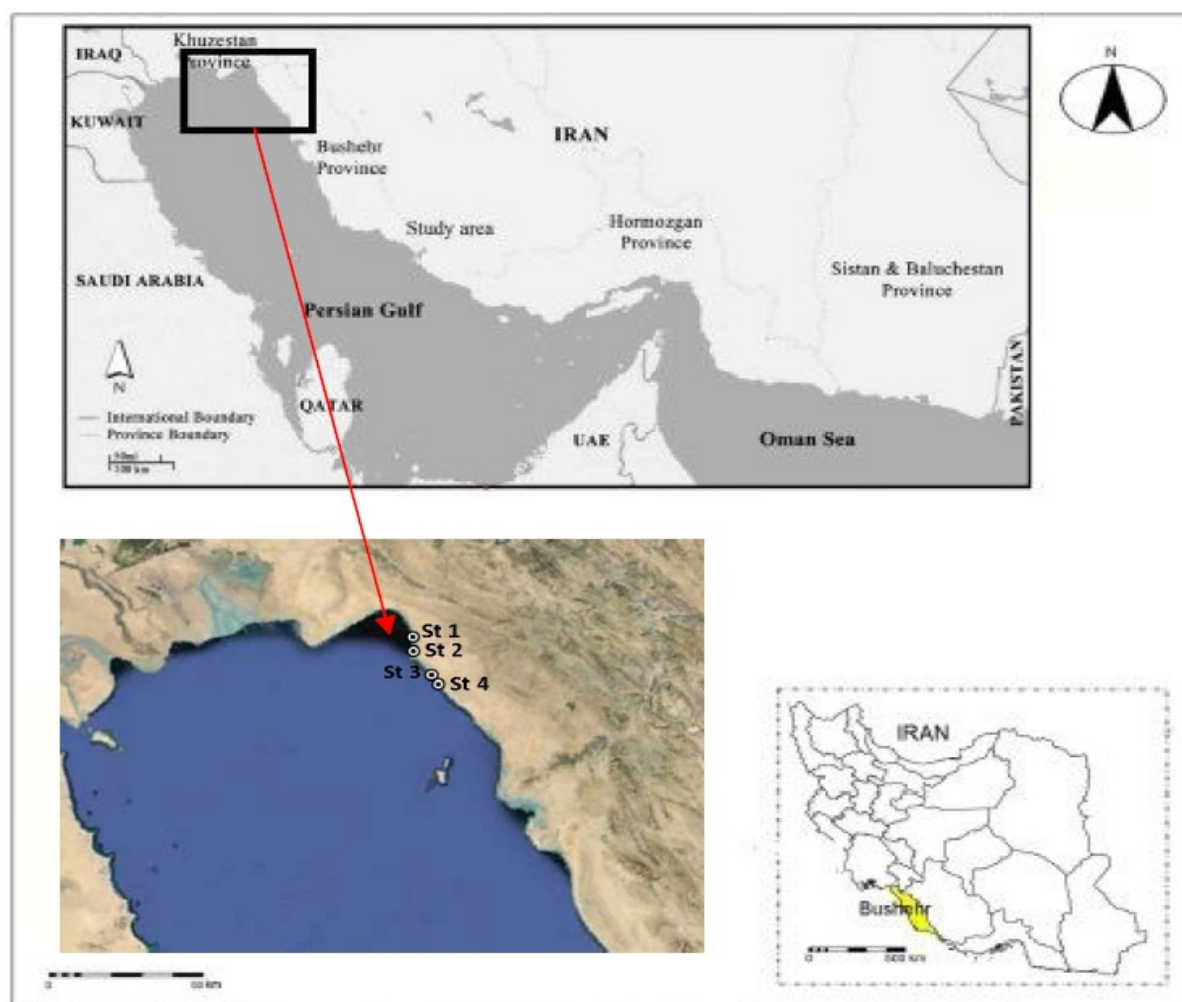 Khuzestan
Province
IRAQ
KUWAIT
IRAN
Bushehr
Province
Study area
Hormozgan
Province
Sistan & Baluchestan
Province
SAUDI ARABIA
Persian Gulf
N
QATAR
International Boundary
Province Boundary
UAE
Oman Sea
PAKISTAN
N
St 1
St 2
St 3
St 4
IRAN
Bushehr
0